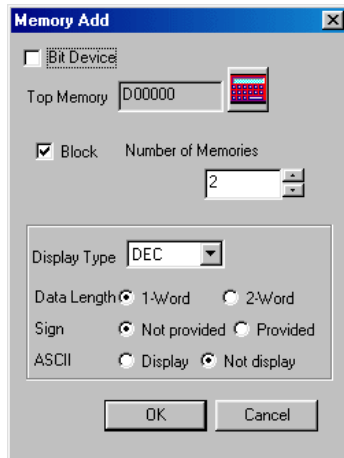 Memory Add
Bit Device
Top Memory D00000
Block Number of Memories
2
Display Type DEC
Data Length 1-Word 2-Word
Sign Not provided Provided
ASCII Display Not display
OK Cancel